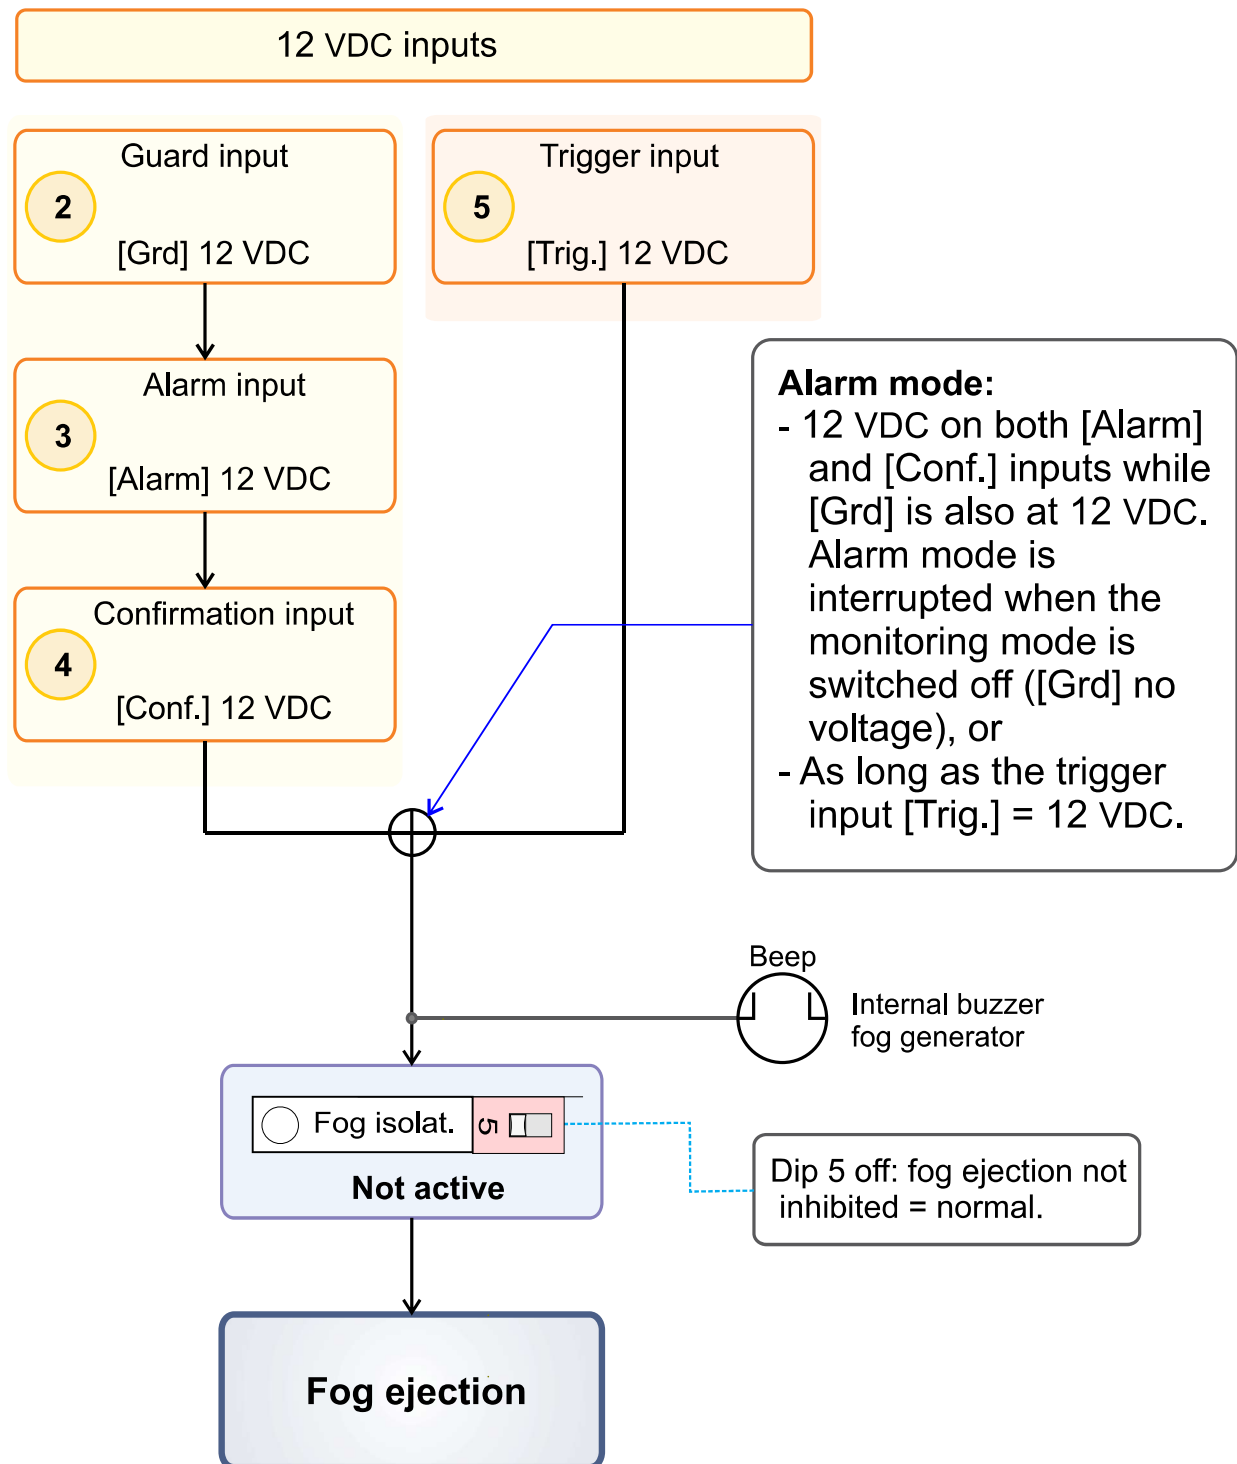 12 VDC inputs
Guard input
2
[Grd] 12 VDC
Trigger input
5
[Trig.] 12 VDC
Alarm input
3
[Alarm] 12 VDC
Confirmation input
4
[Conf.] 12 VDC
Alarm mode:
- 12 VDC on both [Alarm]
and [Conf.] inputs while
[Grd] is also at 12 VDC.
Alarm mode is
interrupted when the
monitoring mode is
switched off ([Grd] no
voltage), or
- As long as the trigger
input [Trig.] = 12 VDC.
Beep
Internal buzzer
fog generator
Fog isolat.
5
Not active
Dip 5 off: fog ejection not
inhibited = normal.
Fog ejection